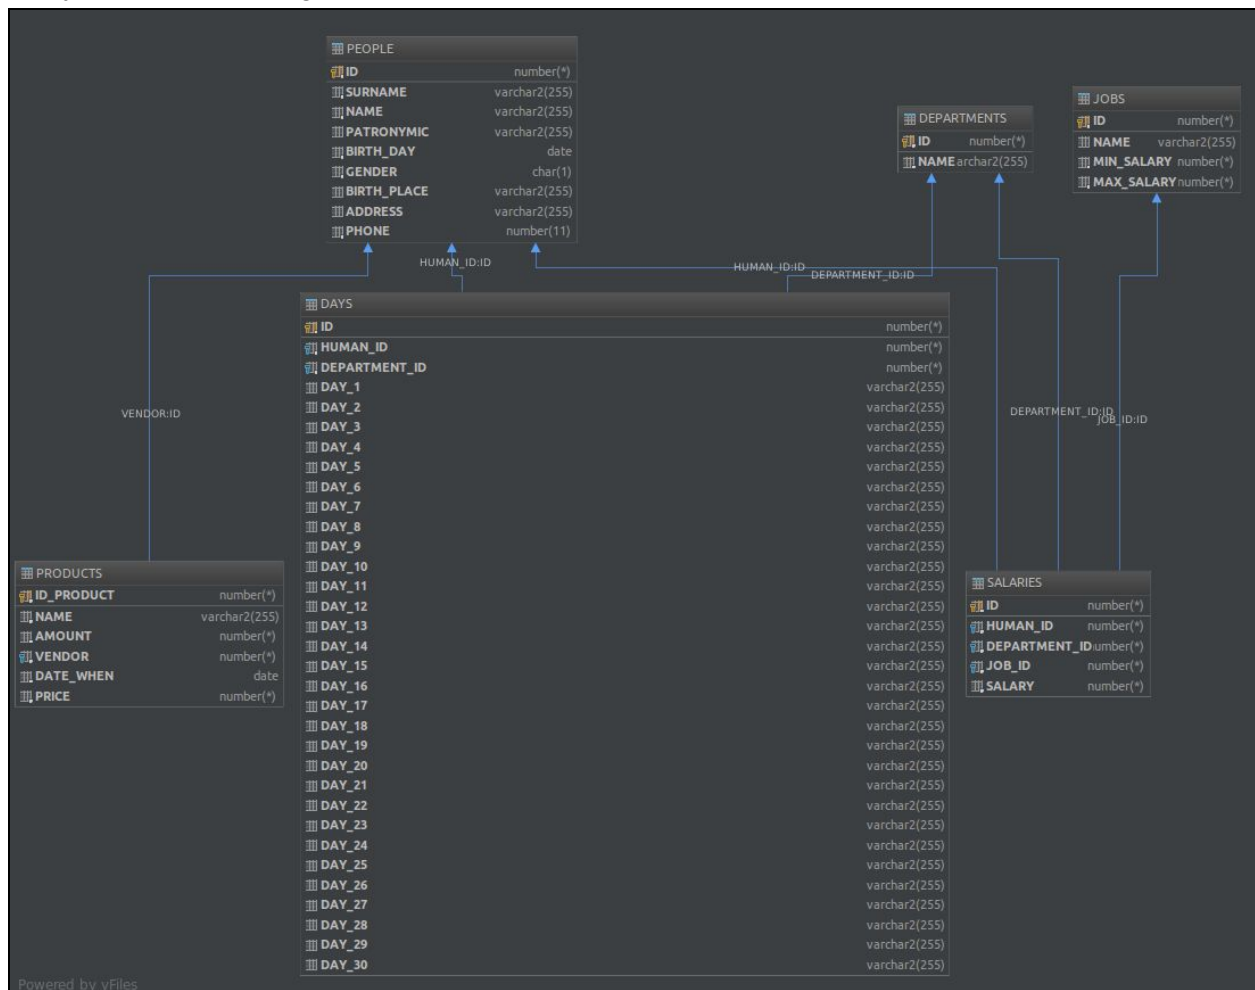 PEOPLE
ID number(*)
SURNAME varchar2(255)
NAME varchar2(255)
PATRONYMIC varchar2(255)
BIRTH_DAY date
GENDER char(1)
BIRTH_PLACE varchar2(255)
ADDRESS varchar2(255)
PHONE number(11)
DEPARTMENTS
ID number(*)
NAME archar2(255)
JOBS
ID number(*)
NAME varchar2(255)
MIN_SALARY number(*)
MAX_SALARY number(*)
HUMAN_ID:ID
HUMAN_ID:ID
DEPARTMENT_ID:ID
DAYS
ID number(*)
HUMAN_ID number(*)
DEPARTMENT_ID number(*)
DAY_1 varchar2(255)
DAY_2 varchar2(255)
DAY_3 varchar2(255)
DAY_4 varchar2(255)
DAY_5 varchar2(255)
DAY_6 varchar2(255)
DAY_7 varchar2(255)
DAY_8 varchar2(255)
DAY_9 varchar2(255)
DAY_10 varchar2(255)
DAY_11 varchar2(255)
DAY_12 varchar2(255)
DAY_13 varchar2(255)
DAY_14 varchar2(255)
DAY_15 varchar2(255)
DAY_16 varchar2(255)
DAY_17 varchar2(255)
DAY_18 varchar2(255)
DAY_19 varchar2(255)
DAY_20 varchar2(255)
DAY_21 varchar2(255)
DAY_22 varchar2(255)
DAY_23 varchar2(255)
DAY_24 varchar2(255)
DAY_25 varchar2(255)
DAY_26 varchar2(255)
DAY_27 varchar2(255)
DAY_28 varchar2(255)
DAY_29 varchar2(255)
DAY_30 varchar2(255)
VENDOR:ID
DEPARTMENT_ID:ID
JOB_ID:ID
PRODUCTS
ID_PRODUCT number(*)
NAME varchar2(255)
AMOUNT number(*)
VENDOR number(*)
DATE_WHEN date
PRICE number(*)
SALARIES
ID number(*)
HUMAN_ID number(*)
DEPARTMENT_ID umber(*)
JOB_ID number(*)
SALARY number(*)
Powered by yFiles